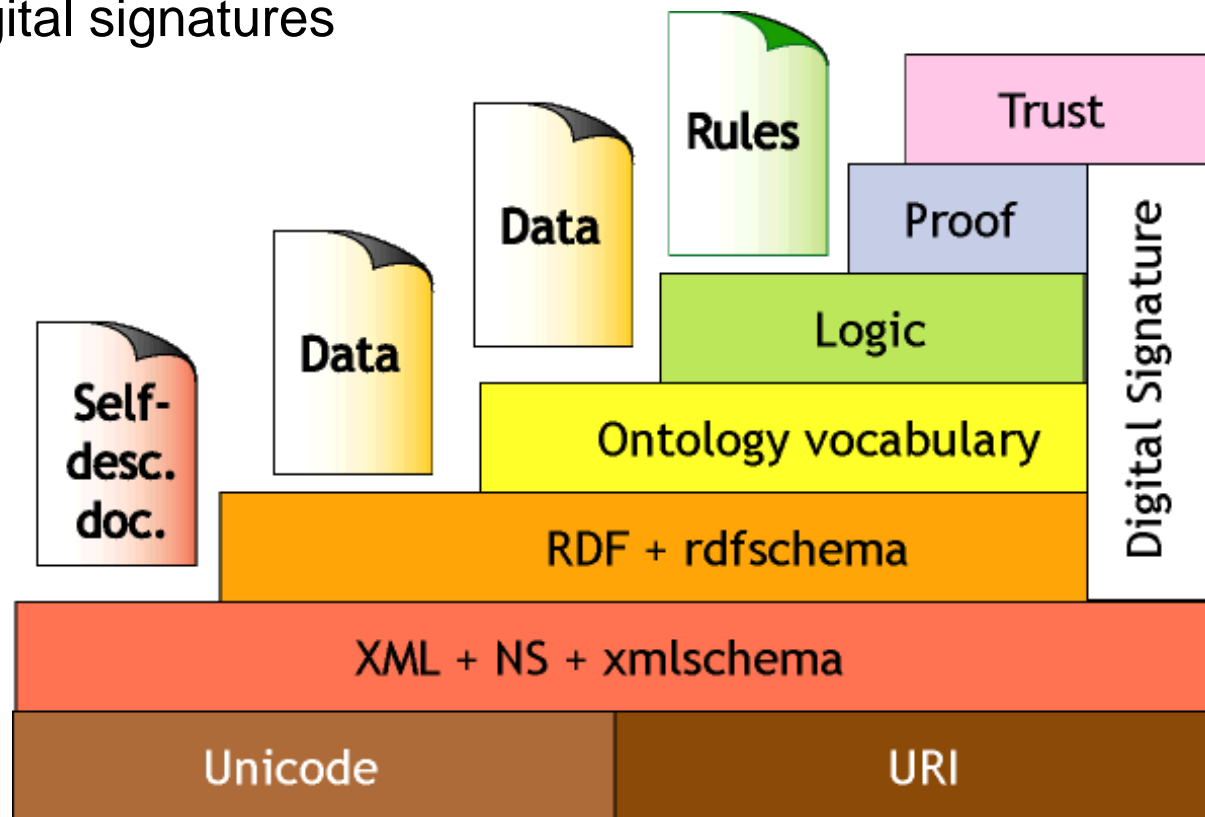 gital signatures
Rules
Trust
Data
Proof
Data
Logic
Self-
desc.
doc.
Ontology vocabulary
Digital Signature
RDF + rdfschema
XML + NS + xmlschema
Unicode
URI